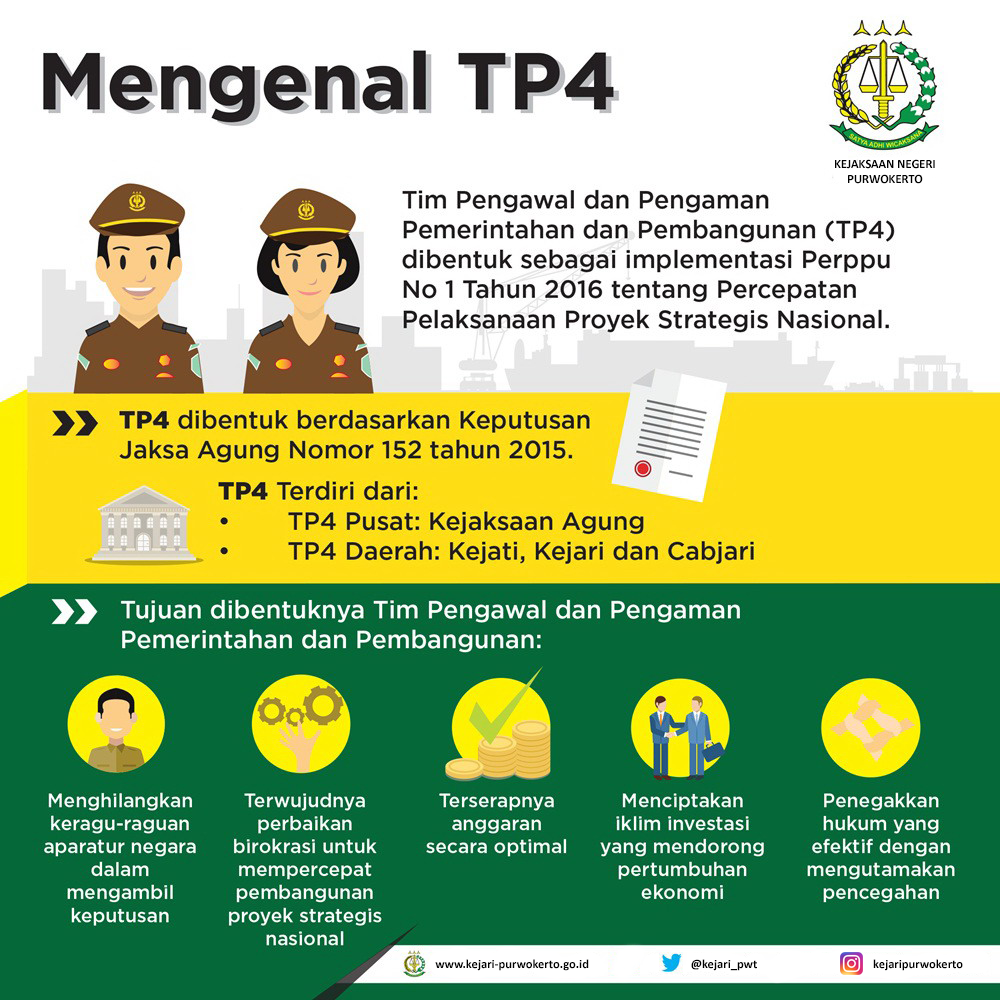 Mengenal TP4
SATYA ADHI WICAKSANA
KEJAKSAAN NEGERI
PURWOKERTO
Tim Pengawal dan Pengaman
Pemerintahan dan Pembangunan (TP4)
dibentuk sebagai implementasi Perppu
No 1 Tahun 2016 tentang Percepatan
Pelaksanaan Proyek Strategis Nasional.
TP4 dibentuk berdasarkan Keputusan
Jaksa Agung Nomor 152 tahun 2015.
TP4 Terdiri dari:
• TP4 Pusat: Kejaksaan Agung
• TP4 Daerah: Kejati, Kejari dan Cabjari
Tujuan dibentuknya Tim Pengawal dan Pengaman
Pemerintahan dan Pembangunan:
Menghilangkan
keragu-raguan
aparatur negara
dalam
mengambil
keputusan
Terwujudnya
perbaikan
birokrasi untuk
mempercepat
pembangunan
proyek strategis
nasional
Terserapnya
anggaran
secara optimal
Menciptakan
iklim investasi
yang mendorong
pertumbuhan
ekonomi
Penegakkan
hukum yang
efektif dengan
mengutamakan
pencegahan
www.kejari-purwokerto.go.id
@kejari_pwt
kejaripurwokerto